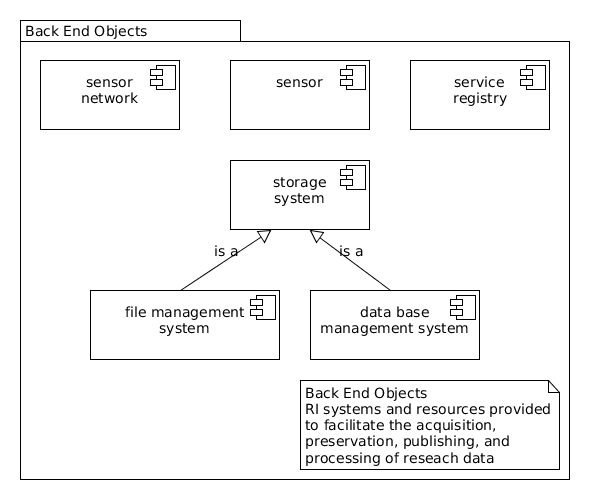 Back End Objects
sensor
network
sensor
service
registry
storage
system
is a
is a
file management
system
data base
management system
Back End Objects
RI systems and resources provided
to facilitate the acquisition,
preservation, publishing, and
processing of reseach data